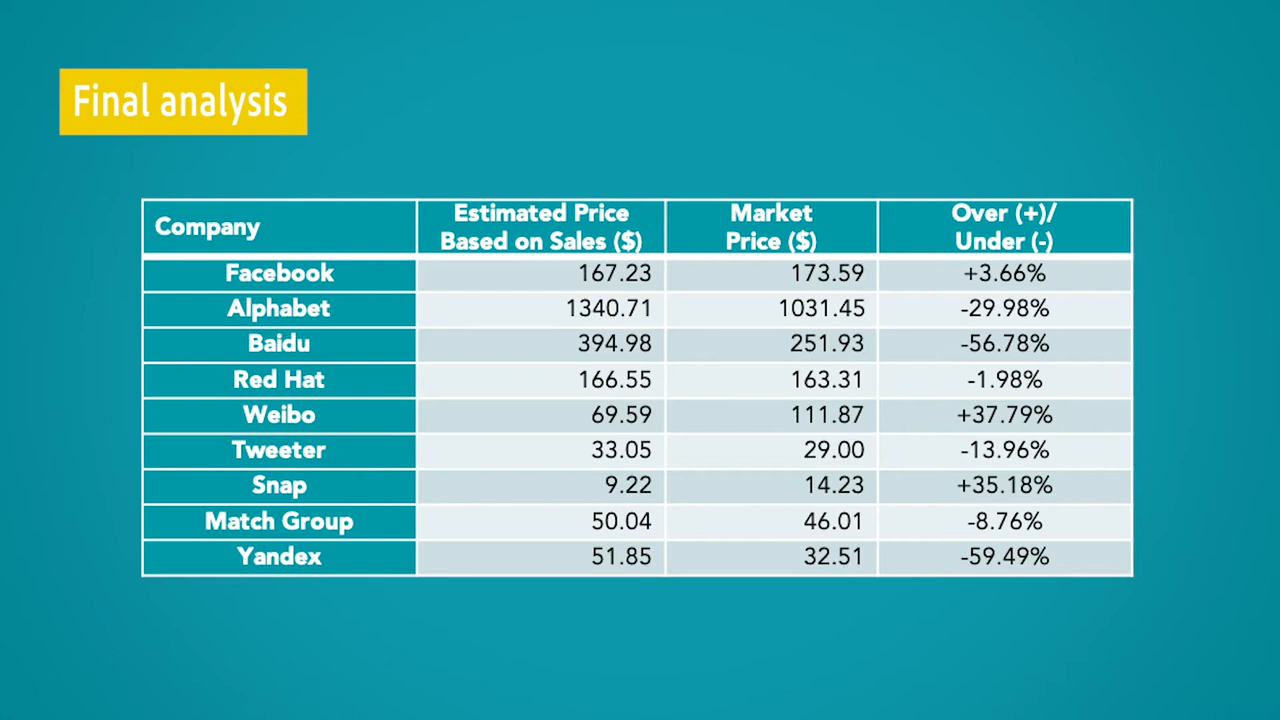 Final analysis
Company Estimated Price Based on Sales ($) Market Price ($) Over (+)/ Under (-)
Facebook 167.23 173.59 +3.66%
Alphabet 1340.71 1031.45 -29.98%
Baidu 394.98 251.93 -56.78%
Red Hat 166.55 163.31 -1.98%
Weibo 69.59 111.87 +37.79%
Tweeter 33.05 29.00 -13.96%
Snap 9.22 14.23 +35.18%
Match Group 50.04 46.01 -8.76%
Yandex 51.85 32.51 -59.49%